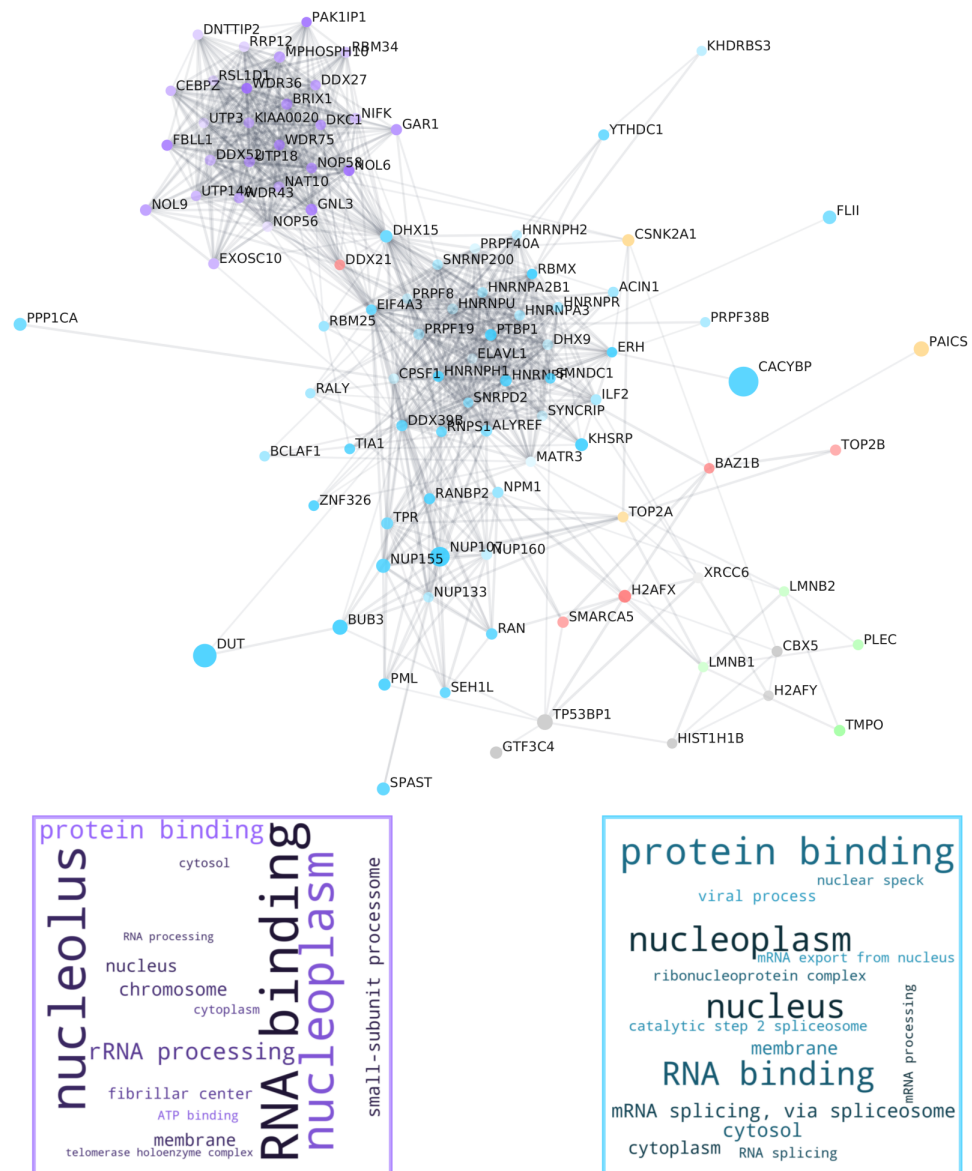 PAK1IP1
DNTTIP2
RRP12
MPHOSPH10
RBM34
KHDRBS3
RSL1D1
CEBPZ
WDR36
DDX27
BRIX1
UTP3
KIAA0020
DKC1
NIFK
GAR1
YTHDC1
FBLL1
WDR75
DDX52
UTP18
NOP58
NOL6
NAT10
UTP14A
WDR43
NOL9
GNL3
NOP56
FLII
DHX15
HNRNPH2
CSNK2A1
PRPF40A
EXOSC10
DDX21
SNRNP200
RBMX
HNRNPA2B1
ACIN1
PRPF8
EIF4A3
HNRNPU
HNRNPR
HNRNPA3
PPP1CA
RBM25
PRPF38B
PRPF19
PTBP1
DHX9
ERH
PAICS
ELAVL1
CACYBP
CPSF1
HNRNPH1
HNRNPF
SMNDC1
RALY
SNRPD2
ILF2
SYNCRIP
DDX39B
RNPS1
ALYREF
KHSRP
TIA1
BCLAF1
MATR3
TOP2B
BAZ1B
ZNF326
RANBP2
NPM1
TPR
TOP2A
NUP107
NUP155
NUP160
XRCC6
LMNB2
NUP133
H2AFX
SMARCA5
BUB3
RAN
DUT
CBX5
PLEC
LMNB1
PML
SEH1L
H2AFY
TP53BP1
TMPO
GTF3C4
HIST1H1B
SPAST
protein binding
cytosol
nucleolus
RNA binding
nucleoplasm
small-subunit processome
RNA processing
nucleus
chromosome
cytoplasm
rRNA processing
fibrillar center
ATP binding
membrane
telomerase holoenzyme complex
protein binding
nuclear speck
viral process
nucleoplasm
mRNA export from nucleus
ribonucleoprotein complex
nucleus
mRNA processing
catalytic step 2 spliceosome
membrane
RNA binding
mRNA splicing, via spliceosome
cytosol
cytoplasm
RNA splicing